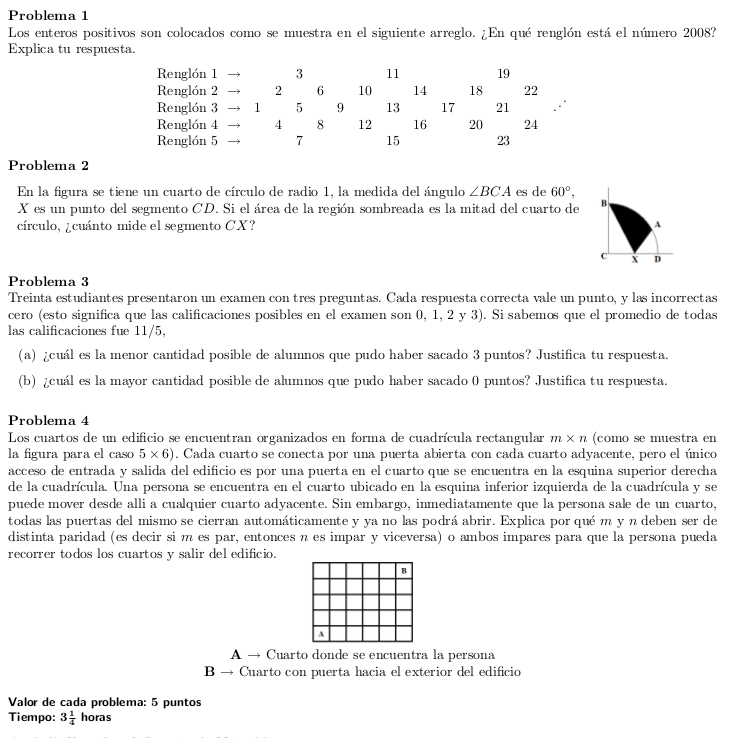 Problema 1
Los enteros positivos son colocados como se muestra en el siguiente arreglo. ¿En qué renglón está el número 2008?
Explica tu respuesta.
Renglón 1 → 3 11 19
Renglón 2 → 2 6 10 14 18 22
Renglón 3 → 1 5 9 13 17 21 ⋰
Renglón 4 → 4 8 12 16 20 24
Renglón 5 → 7 15 23
Problema 2
En la figura se tiene un cuarto de círculo de radio 1, la medida del ángulo ∠BCA es de 60°,
X es un punto del segmento CD. Si el área de la región sombreada es la mitad del cuarto de
círculo, ¿cuánto mide el segmento CX?
B
A
C X D
Problema 3
Treinta estudiantes presentaron un examen con tres preguntas. Cada respuesta correcta vale un punto, y las incorrectas
cero (esto significa que las calificaciones posibles en el examen son 0, 1, 2 y 3). Si sabemos que el promedio de todas
las calificaciones fue 11/5,
(a) ¿cuál es la menor cantidad posible de alumnos que pudo haber sacado 3 puntos? Justifica tu respuesta.
(b) ¿cuál es la mayor cantidad posible de alumnos que pudo haber sacado 0 puntos? Justifica tu respuesta.
Problema 4
Los cuartos de un edificio se encuentran organizados en forma de cuadrícula rectangular m × n (como se muestra en
la figura para el caso 5 × 6). Cada cuarto se conecta por una puerta abierta con cada cuarto adyacente, pero el único
acceso de entrada y salida del edificio es por una puerta en el cuarto que se encuentra en la esquina superior derecha
de la cuadrícula. Una persona se encuentra en el cuarto ubicado en la esquina inferior izquierda de la cuadrícula y se
puede mover desde alli a cualquier cuarto adyacente. Sin embargo, inmediatamente que la persona sale de un cuarto,
todas las puertas del mismo se cierran automáticamente y ya no las podrá abrir. Explica por qué m y n deben ser de
distinta paridad (es decir si m es par, entonces n es impar y viceversa) o ambos impares para que la persona pueda
recorrer todos los cuartos y salir del edificio.
B
A
A → Cuarto donde se encuentra la persona
B → Cuarto con puerta hacia el exterior del edificio
Valor de cada problema: 5 puntos
Tiempo: 3 1/4 horas